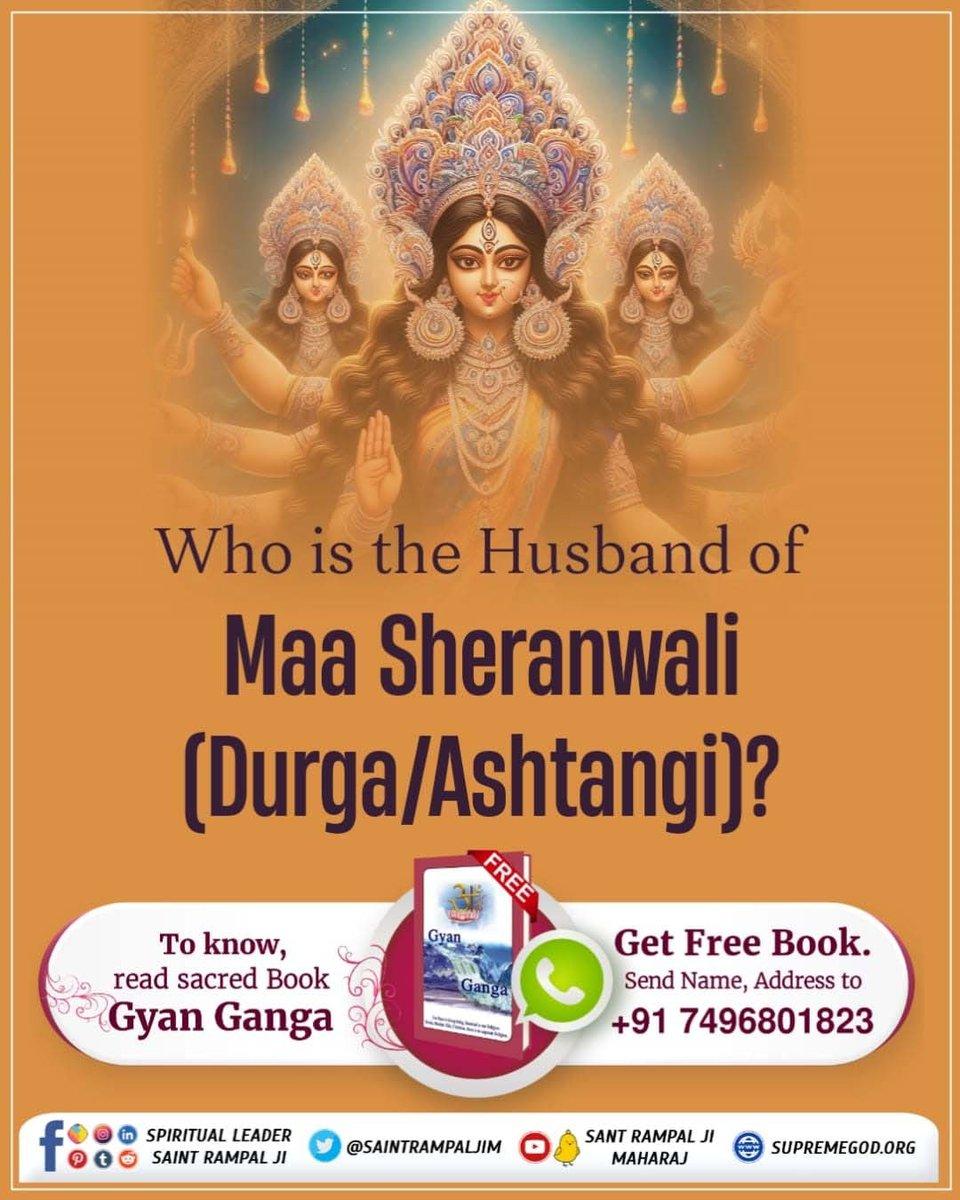 Who is the Husband of
Maa Sheranwali
(Durga/Ashtangi)?
To know,
read sacred Book
Gyan Ganga
FREE
Gyan
Ganga
Get Free Book.
Send Name, Address to
+91 7496801823
SPIRITUAL LEADER
SAINT RAMPAL JI
@SAINTRAMPALJIM
SANT RAMPAL JI
MAHARAJ
SUPREMEGOD.ORG